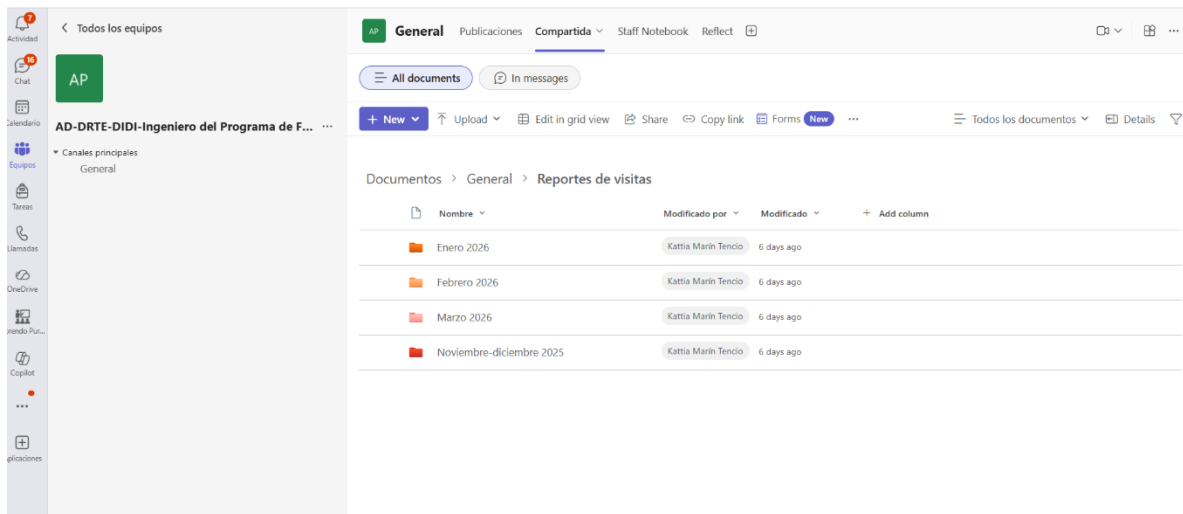 7
Actividad
16
Chat
Calendario
Equipos
Tareas
Llamadas
OneDrive
prendo Pur...
Copilot
...
plicaciones
Todos los equipos
AP
AD-DRTE-DIDI-Ingeniero del Programa de F... ...
Canales principales
General
AP General Publicaciones Compartida Staff Notebook Reflect
All documents In messages
+ New Upload Edit in grid view Share Copy link Forms New ... Todos los documentos Details
Documentos > General > Reportes de visitas
Nombre Modificado por Modificado + Add column
Enero 2026 Kattia Marín Tencio 6 days ago
Febrero 2026 Kattia Marín Tencio 6 days ago
Marzo 2026 Kattia Marín Tencio 6 days ago
Noviembre-diciembre 2025 Kattia Marín Tencio 6 days ago